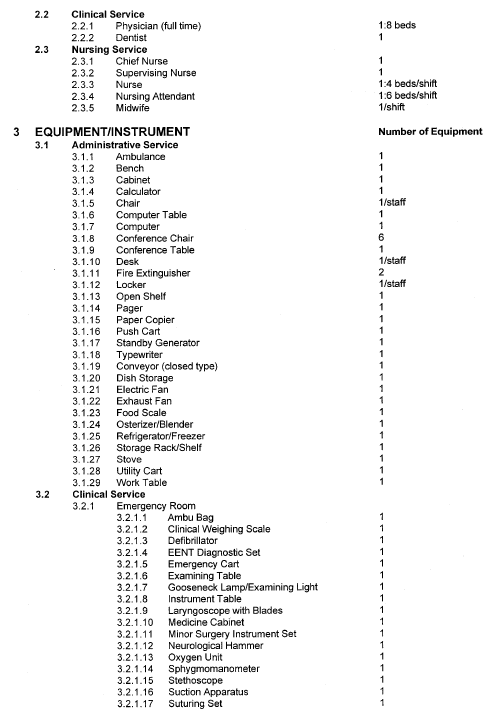 2.2 Clinical Service
2.2.1 Physician (full time) 1:8 beds
2.2.2 Dentist 1
2.3 Nursing Service
2.3.1 Chief Nurse 1
2.3.2 Supervising Nurse 1
2.3.3 Nurse 1:4 beds/shift
2.3.4 Nursing Attendant 1:6 beds/shift
2.3.5 Midwife 1/shift
3 EQUIPMENT/INSTRUMENT Number of Equipment
3.1 Administrative Service
3.1.1 Ambulance 1
3.1.2 Bench 1
3.1.3 Cabinet 1
3.1.4 Calculator 1
3.1.5 Chair 1/staff
3.1.6 Computer Table 1
3.1.7 Computer 1
3.1.8 Conference Chair 6
3.1.9 Conference Table 1
3.1.10 Desk 1/staff
3.1.11 Fire Extinguisher 2
3.1.12 Locker 1/staff
3.1.13 Open Shelf 1
3.1.14 Pager 1
3.1.15 Paper Copier 1
3.1.16 Push Cart 1
3.1.17 Standby Generator 1
3.1.18 Typewriter 1
3.1.19 Conveyor (closed type) 1
3.1.20 Dish Storage 1
3.1.21 Electric Fan 1
3.1.22 Exhaust Fan 1
3.1.23 Food Scale 1
3.1.24 Osterizer/Blender 1
3.1.25 Refrigerator/Freezer 1
3.1.26 Storage Rack/Shelf 1
3.1.27 Stove 1
3.1.28 Utility Cart 1
3.1.29 Work Table 1
3.2 Clinical Service
3.2.1 Emergency Room
3.2.1.1 Ambu Bag 1
3.2.1.2 Clinical Weighing Scale 1
3.2.1.3 Defibrillator 1
3.2.1.4 EENT Diagnostic Set 1
3.2.1.5 Emergency Cart 1
3.2.1.6 Examining Table 1
3.2.1.7 Gooseneck Lamp/Examining Light 1
3.2.1.8 Instrument Table 1
3.2.1.9 Laryngoscope with Blades 1
3.2.1.10 Medicine Cabinet 1
3.2.1.11 Minor Surgery Instrument Set 1
3.2.1.12 Neurological Hammer 1
3.2.1.13 Oxygen Unit 1
3.2.1.14 Sphygmomanometer 1
3.2.1.15 Stethoscope 1
3.2.1.16 Suction Apparatus 1
3.2.1.17 Suturing Set 1